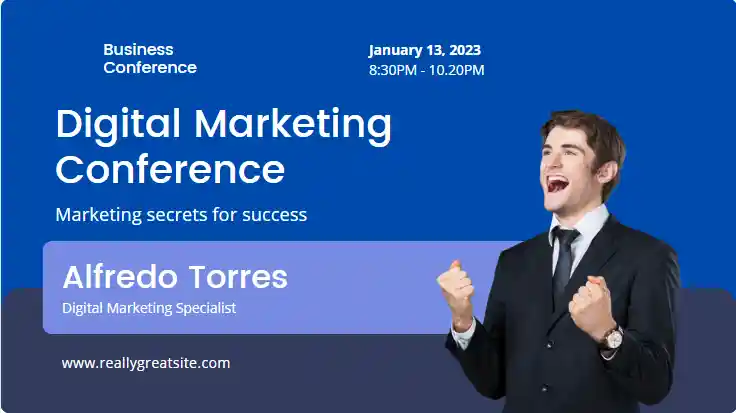 Business
Conference
January 13, 2023
8:30PM - 10.20PM
Digital Marketing
Conference
Marketing secrets for success
Alfredo Torres
Digital Marketing Specialist
www.reallygreatsite.com